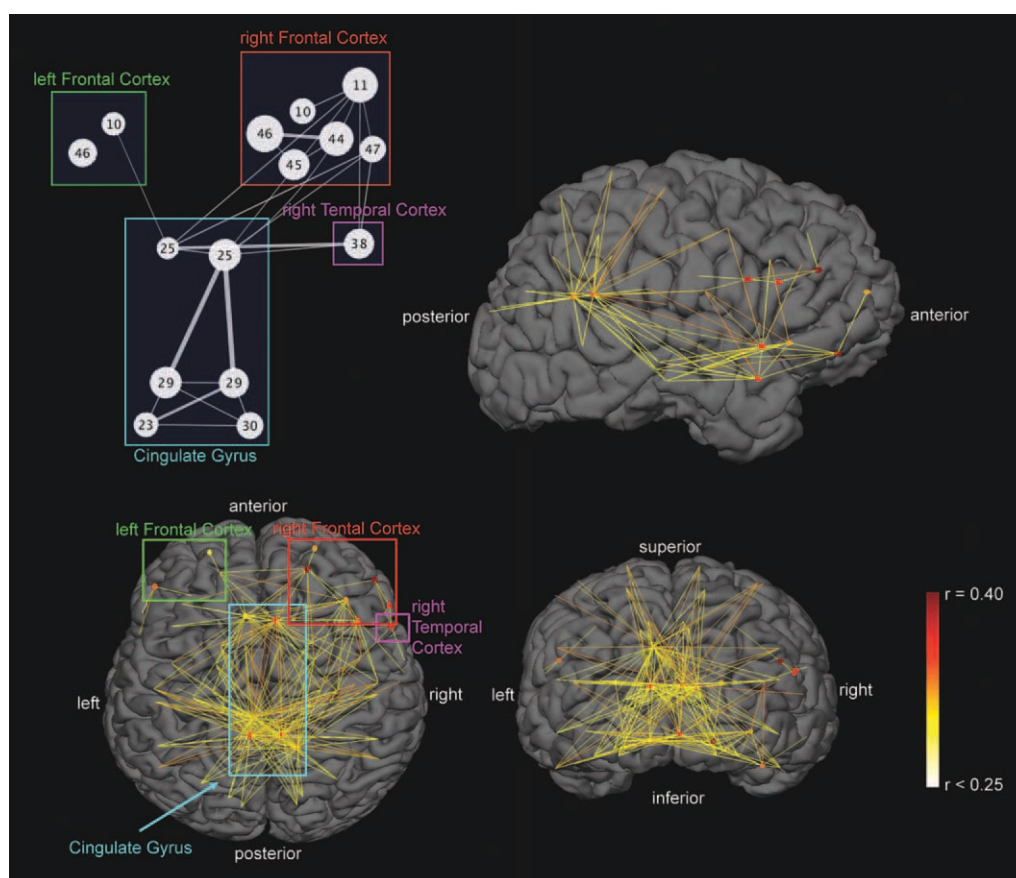 right Frontal Cortex
left Frontal Cortex
11
10
10
46
44
46
45
47
right Temporal Cortex
25
25
38
29
29
23
30
Cingulate Gyrus
posterior
anterior
anterior
left Frontal Cortex
right Frontal Cortex
right
Temporal
Cortex
left
right
Cingulate Gyrus
posterior
superior
left
right
inferior
r = 0.40
r < 0.25